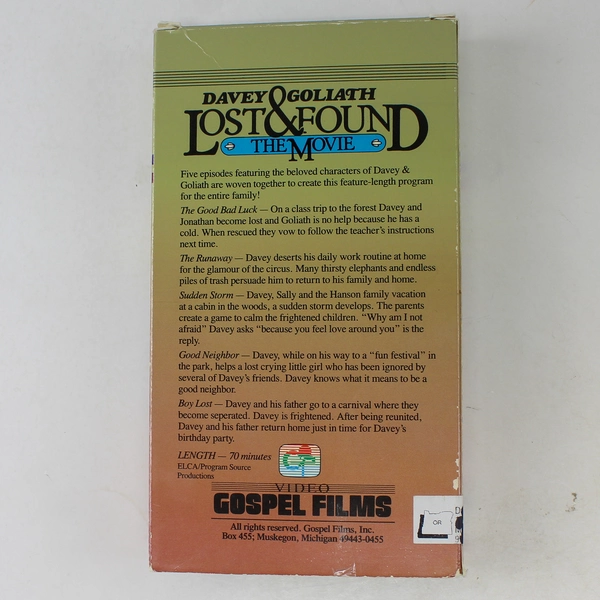 DAVEY & GOLIATH
LOST & FOUND
THE MOVIE
Five episodes featuring the beloved characters of Davey &
Goliath are woven together to create this feature-length program
for the entire family!
The Good Bad Luck — On a class trip to the forest Davey and
Jonathan become lost and Goliath is no help because he has a
cold. When rescued they vow to follow the teacher's instructions
next time.
The Runaway — Davey deserts his daily work routine at home
for the glamour of the circus. Many thirsty elephants and endless
piles of trash persuade him to return to his family and home.
Sudden Storm — Davey, Sally and the Hanson family vacation
at a cabin in the woods, a sudden storm develops. The parents
create a game to calm the frightened children. "Why am I not
afraid" Davey asks "because you feel love around you" is the
reply.
Good Neighbor — Davey, while on his way to a "fun festival" in
the park, helps a lost crying little girl who has been ignored by
several of Davey's friends. Davey knows what it means to be a
good neighbor.
Boy Lost — Davey and his father go to a carnival where they
become seperated. Davey is frightened. After being reunited,
Davey and his father return home just in time for Davey's
birthday party.
LENGTH — 70 minutes
ELCA/Program Source
Productions
VIDEO
GOSPEL FILMS
All rights reserved. Gospel Films, Inc.
Box 455; Muskegon, Michigan 49443-0455
OR